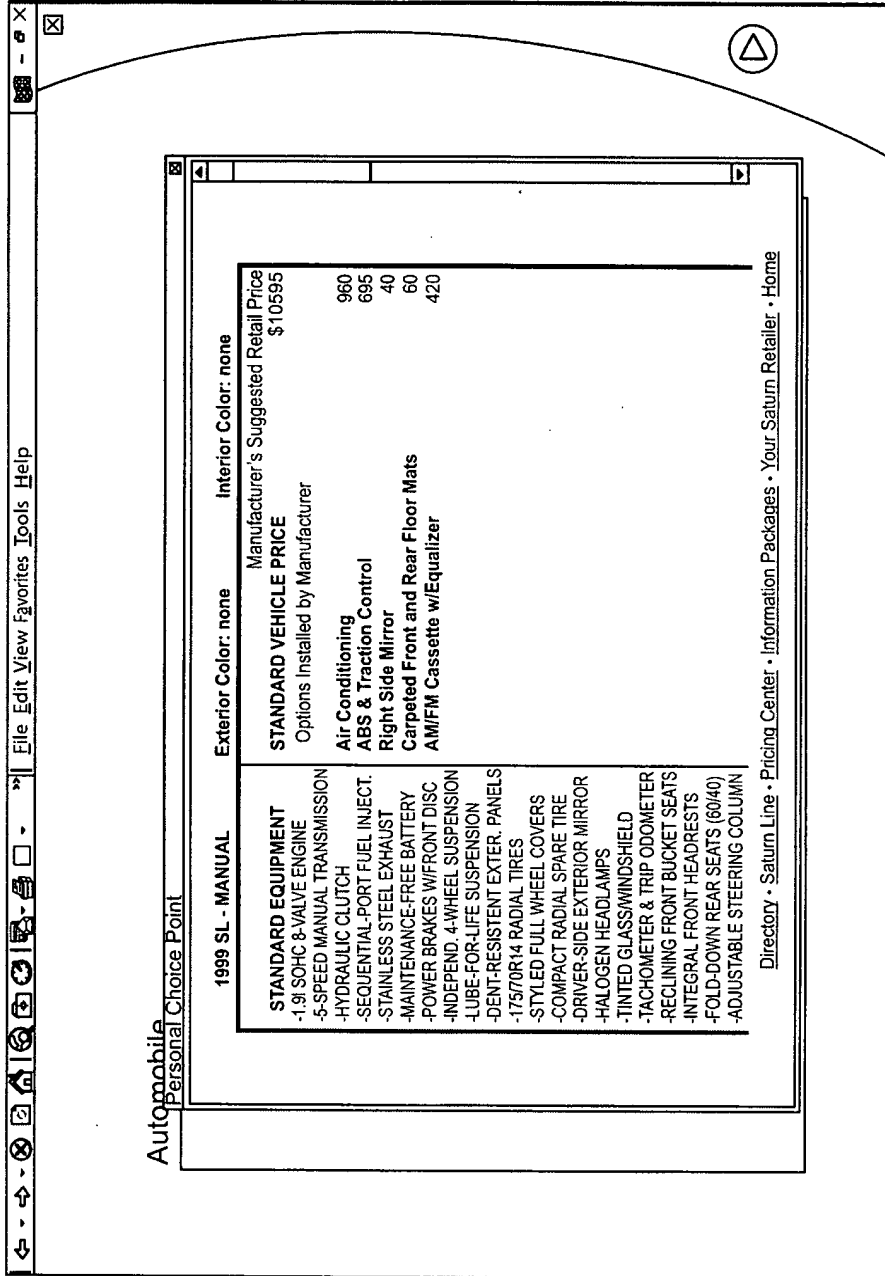 File Edit View Favorites Tools Help
Automobile
Personal Choice Point
1999 SL - MANUAL Exterior Color: none Interior Color: none
STANDARD EQUIPMENT
-1.9l SOHC 8-VALVE ENGINE
-5-SPEED MANUAL TRANSMISSION
-HYDRAULIC CLUTCH
-SEQUENTIAL-PORT FUEL INJECT.
-STAINLESS STEEL EXHAUST
-MAINTENANCE-FREE BATTERY
-POWER BRAKES W/FRONT DISC
-INDEPEND. 4-WHEEL SUSPENSION
-LUBE-FOR-LIFE SUSPENSION
-DENT-RESISTENT EXTER. PANELS
-175/70R14 RADIAL TIRES
-STYLED FULL WHEEL COVERS
-COMPACT RADIAL SPARE TIRE
-DRIVER-SIDE EXTERIOR MIRROR
-HALOGEN HEADLAMPS
-TINTED GLASS/WINDSHIELD
-TACHOMETER & TRIP ODOMETER
-RECLINING FRONT BUCKET SEATS
-INTEGRAL FRONT HEADRESTS
-FOLD-DOWN REAR SEATS (60/40)
-ADJUSTABLE STEERING COLUMN
Manufacturer's Suggested Retail Price
STANDARD VEHICLE PRICE $10595
Options Installed by Manufacturer
Air Conditioning 960
ABS & Traction Control 695
Right Side Mirror 40
Carpeted Front and Rear Floor Mats 60
AM/FM Cassette w/Equalizer 420
Directory • Saturn Line • Pricing Center • Information Packages • Your Saturn Retailer • Home